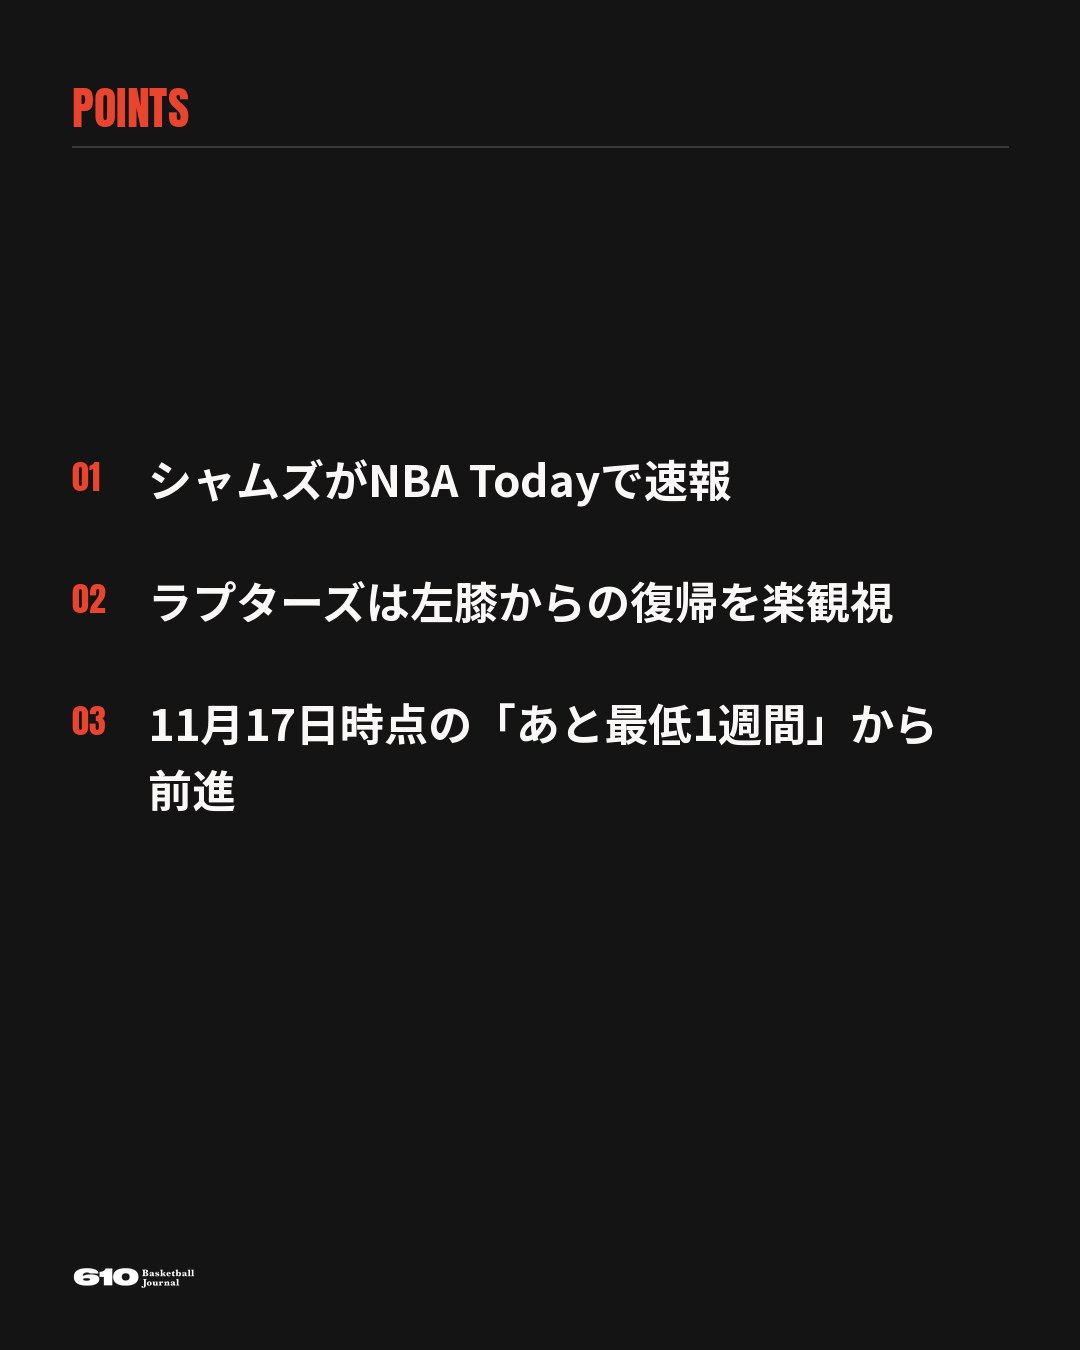 POINTS
01 シャムズがNBA Todayで速報
02 ラプターズは左膝からの復帰を楽観視
03 11月17日時点の「あと最低1週間」から
前進
610 Basketball
Journal